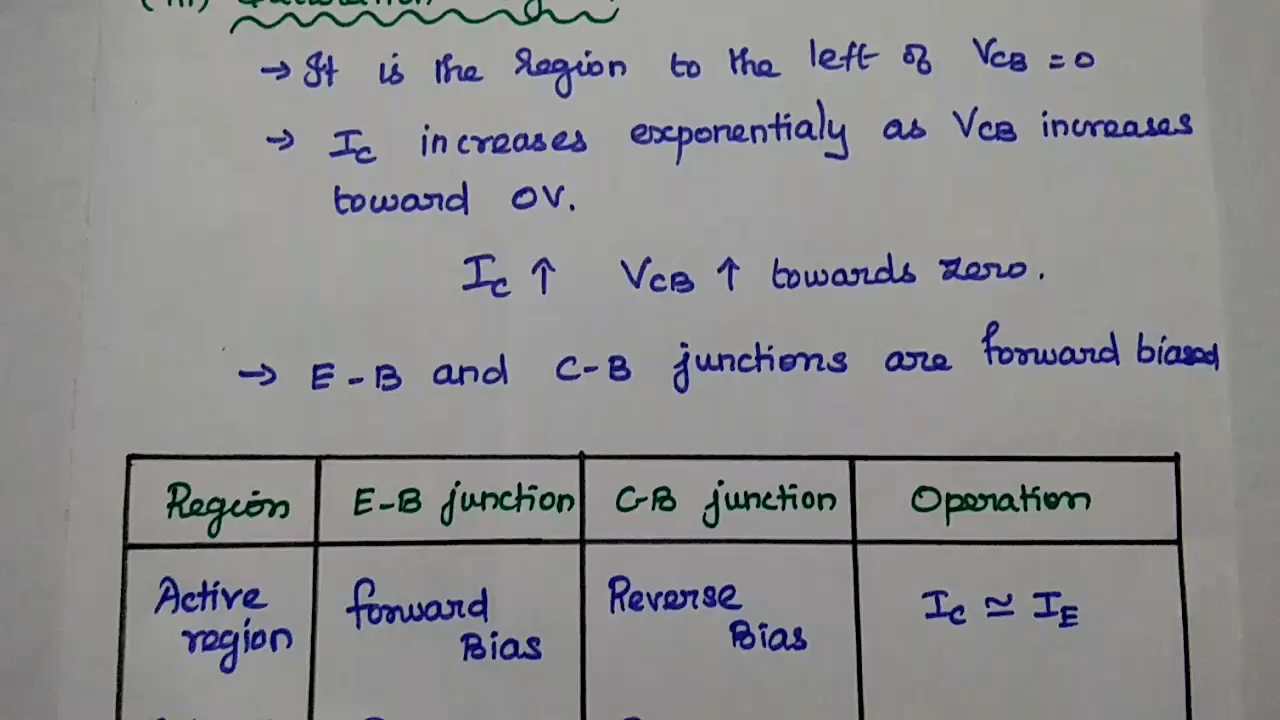 (iii)
→ It is the region to the left of VCB = 0
→ IC increases exponentialy as VCB increases
toward 0V.
IC ↑ VCB ↑ towards zero.
→ E-B and C-B junctions are forward biased
Region E-B junction C-B junction Operation
Active forward Reverse IC ≃ IE
region Bias Bias